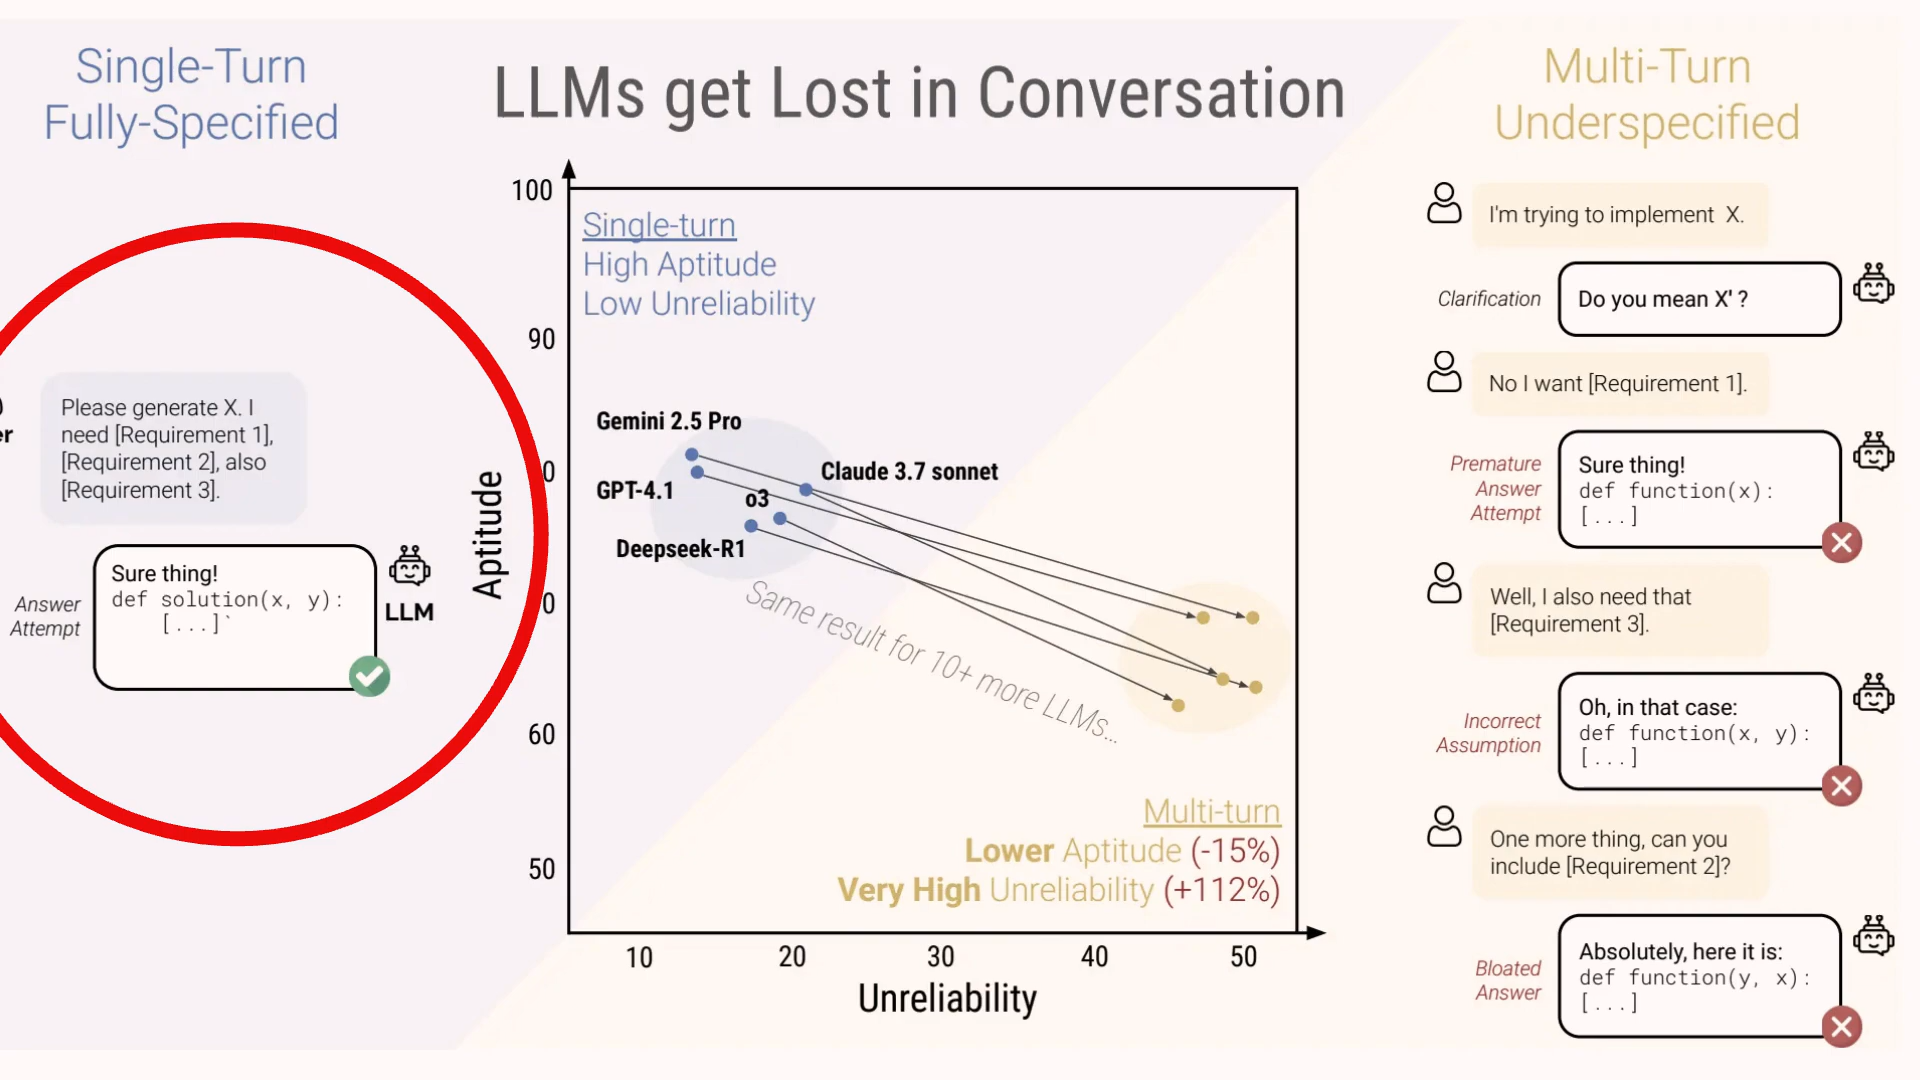 Single-Turn
Fully-Specified
LLMs get Lost in Conversation
Multi-Turn
Underspecified
Please generate X. I
need [Requirement 1],
[Requirement 2], also
[Requirement 3].
Answer
Attempt
Sure thing!
def solution(x, y):
[...]`
LLM
Aptitude
100
90
60
50
Single-turn
High Aptitude
Low Unreliability
Gemini 2.5 Pro
Claude 3.7 sonnet
GPT-4.1
o3
Deepseek-R1
Same result for 10+ more LLMs...
Multi-turn
Lower Aptitude (-15%)
Very High Unreliability (+112%)
10
20
30
40
50
Unreliability
I'm trying to implement X.
Clarification
Do you mean X' ?
No I want [Requirement 1].
Premature
Answer
Attempt
Sure thing!
def function(x):
[...]
Well, I also need that
[Requirement 3].
Incorrect
Assumption
Oh, in that case:
def function(x, y):
[...]
One more thing, can you
include [Requirement 2]?
Bloated
Answer
Absolutely, here it is:
def function(y, x):
[...]